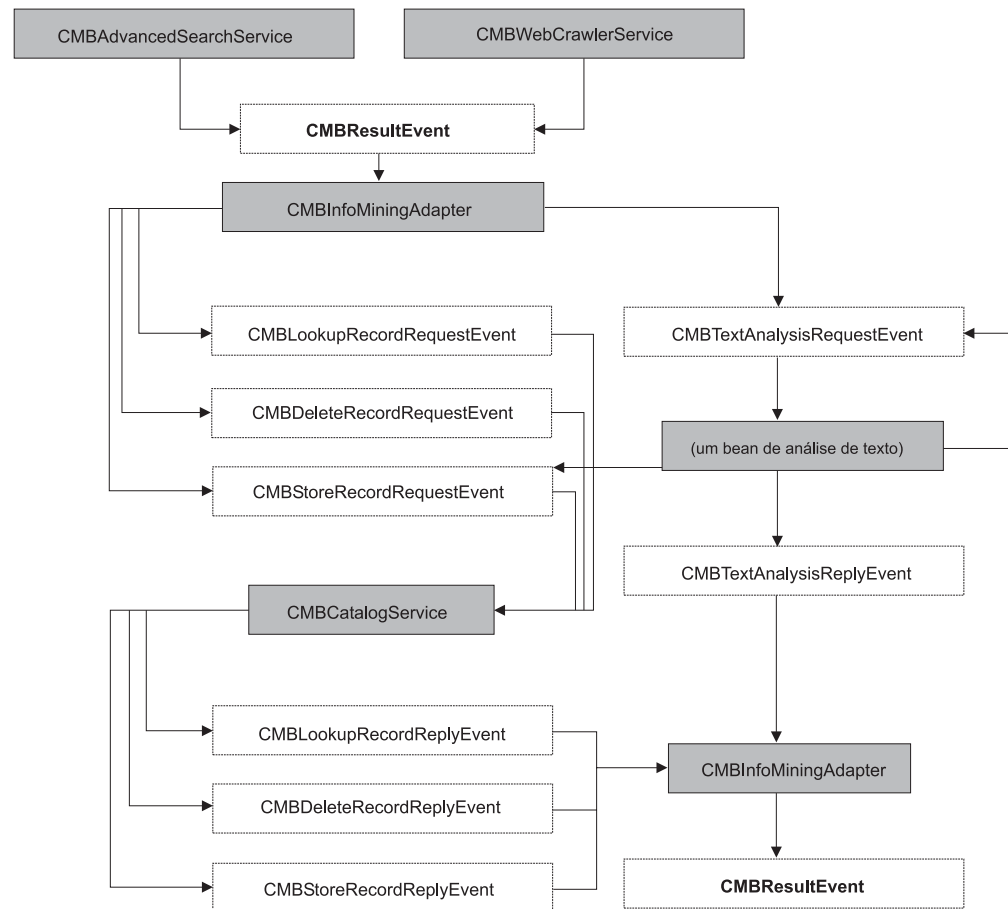 CMBAdvancedSearchService
CMBWebCrawlerService
CMBResultEvent
CMBInfoMiningAdapter
CMBLookupRecordRequestEvent
CMBTextAnalysisRequestEvent
CMBDeleteRecordRequestEvent
(um bean de análise de texto)
CMBStoreRecordRequestEvent
CMBTextAnalysisReplyEvent
CMBCatalogService
CMBLookupRecordReplyEvent
CMBInfoMiningAdapter
CMBDeleteRecordReplyEvent
CMBStoreRecordReplyEvent
CMBResultEvent